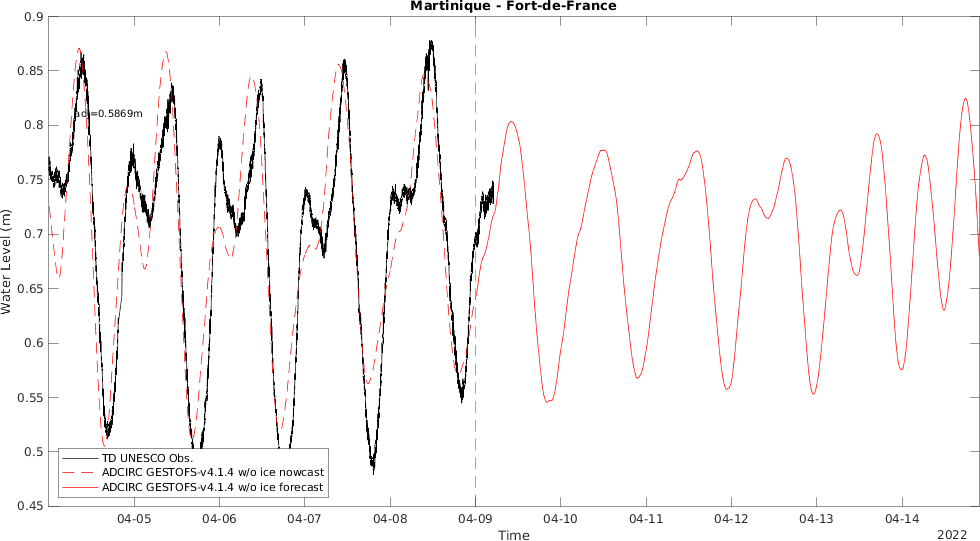 Martinique - Fort-de-France
Water Level (m)
0.9
0.85
0.8
0.75
0.7
0.65
0.6
0.55
0.5
0.45
adj=0.5869m
TD UNESCO Obs.
ADCIRC GESTOFS-v4.1.4 w/o ice nowcast
ADCIRC GESTOFS-v4.1.4 w/o ice forecast
04-05 04-06 04-07 04-08 04-09 04-10 04-11 04-12 04-13 04-14
Time
2022